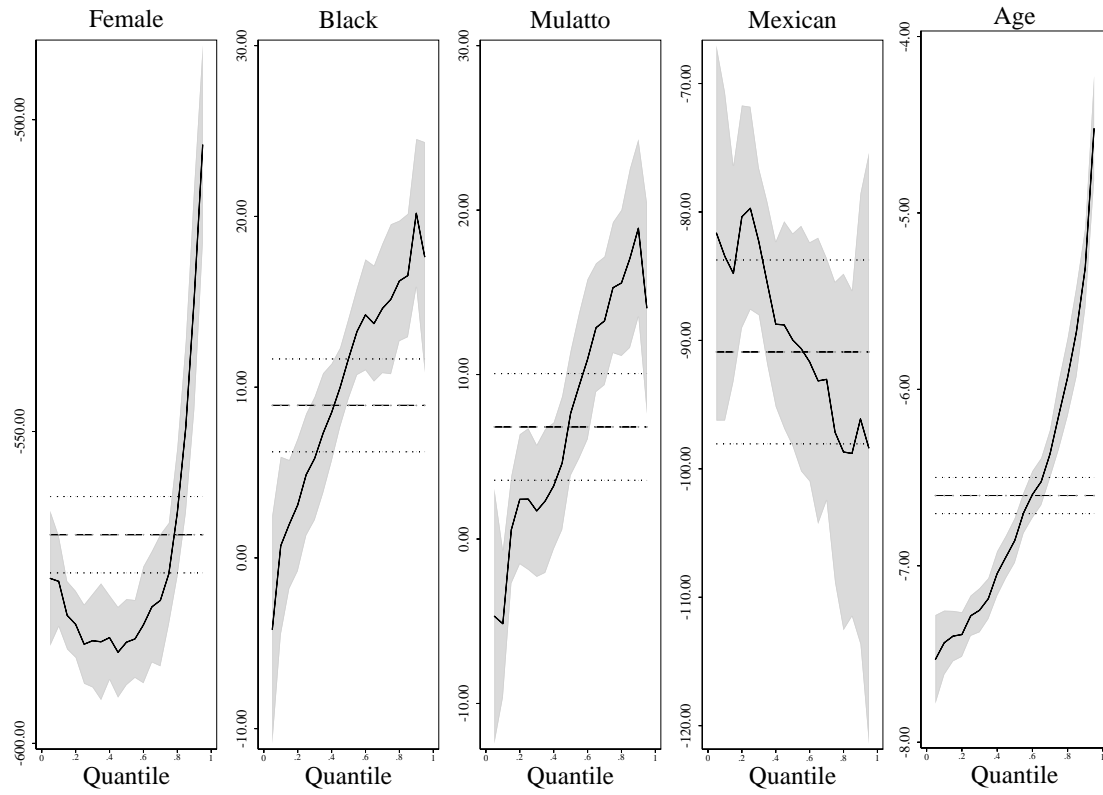 Female
Black
Mulatto
Mexican
Age
-500.00
-550.00
-600.00
0 .2 .4 .6 .8 1
Quantile
30.00
20.00
10.00
0.00
-10.00
0 .2 .4 .6 .8 1
Quantile
30.00
20.00
10.00
0.00
-10.00
0 .2 .4 .6 .8 1
Quantile
-70.00
-80.00
-90.00
-100.00
-110.00
-120.00
0 .2 .4 .6 .8 1
Quantile
-4.00
-5.00
-6.00
-7.00
-8.00
0 .2 .4 .6 .8 1
Quantile